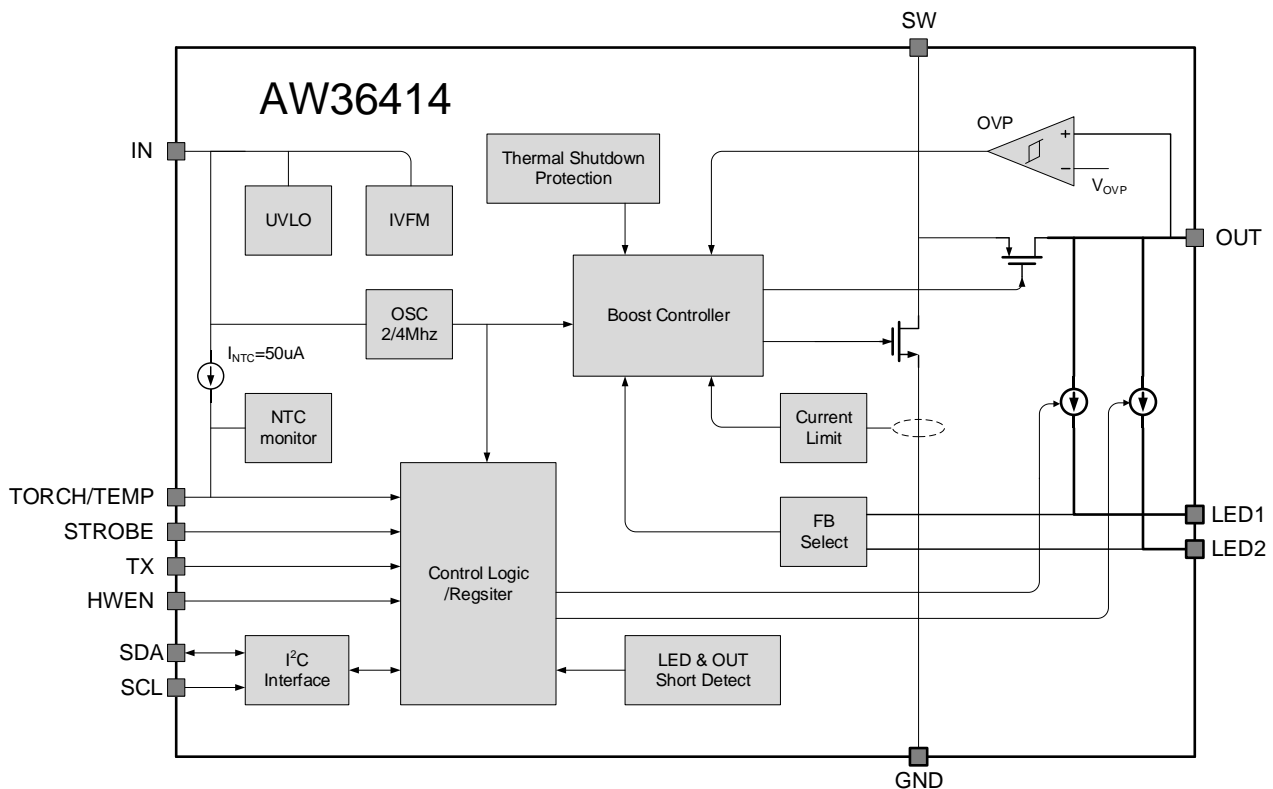 SW
AW36414
OVP
+
−
V_OVP
IN
Thermal Shutdown
Protection
UVLO
IVFM
OUT
OSC
2/4Mhz
Boost Controller
I_NTC=50uA
NTC
monitor
Current
Limit
TORCH/TEMP
STROBE
TX
HWEN
SDA
SCL
FB
Select
LED1
LED2
Control Logic
/Regsiter
I²C
Interface
LED & OUT
Short Detect
GND